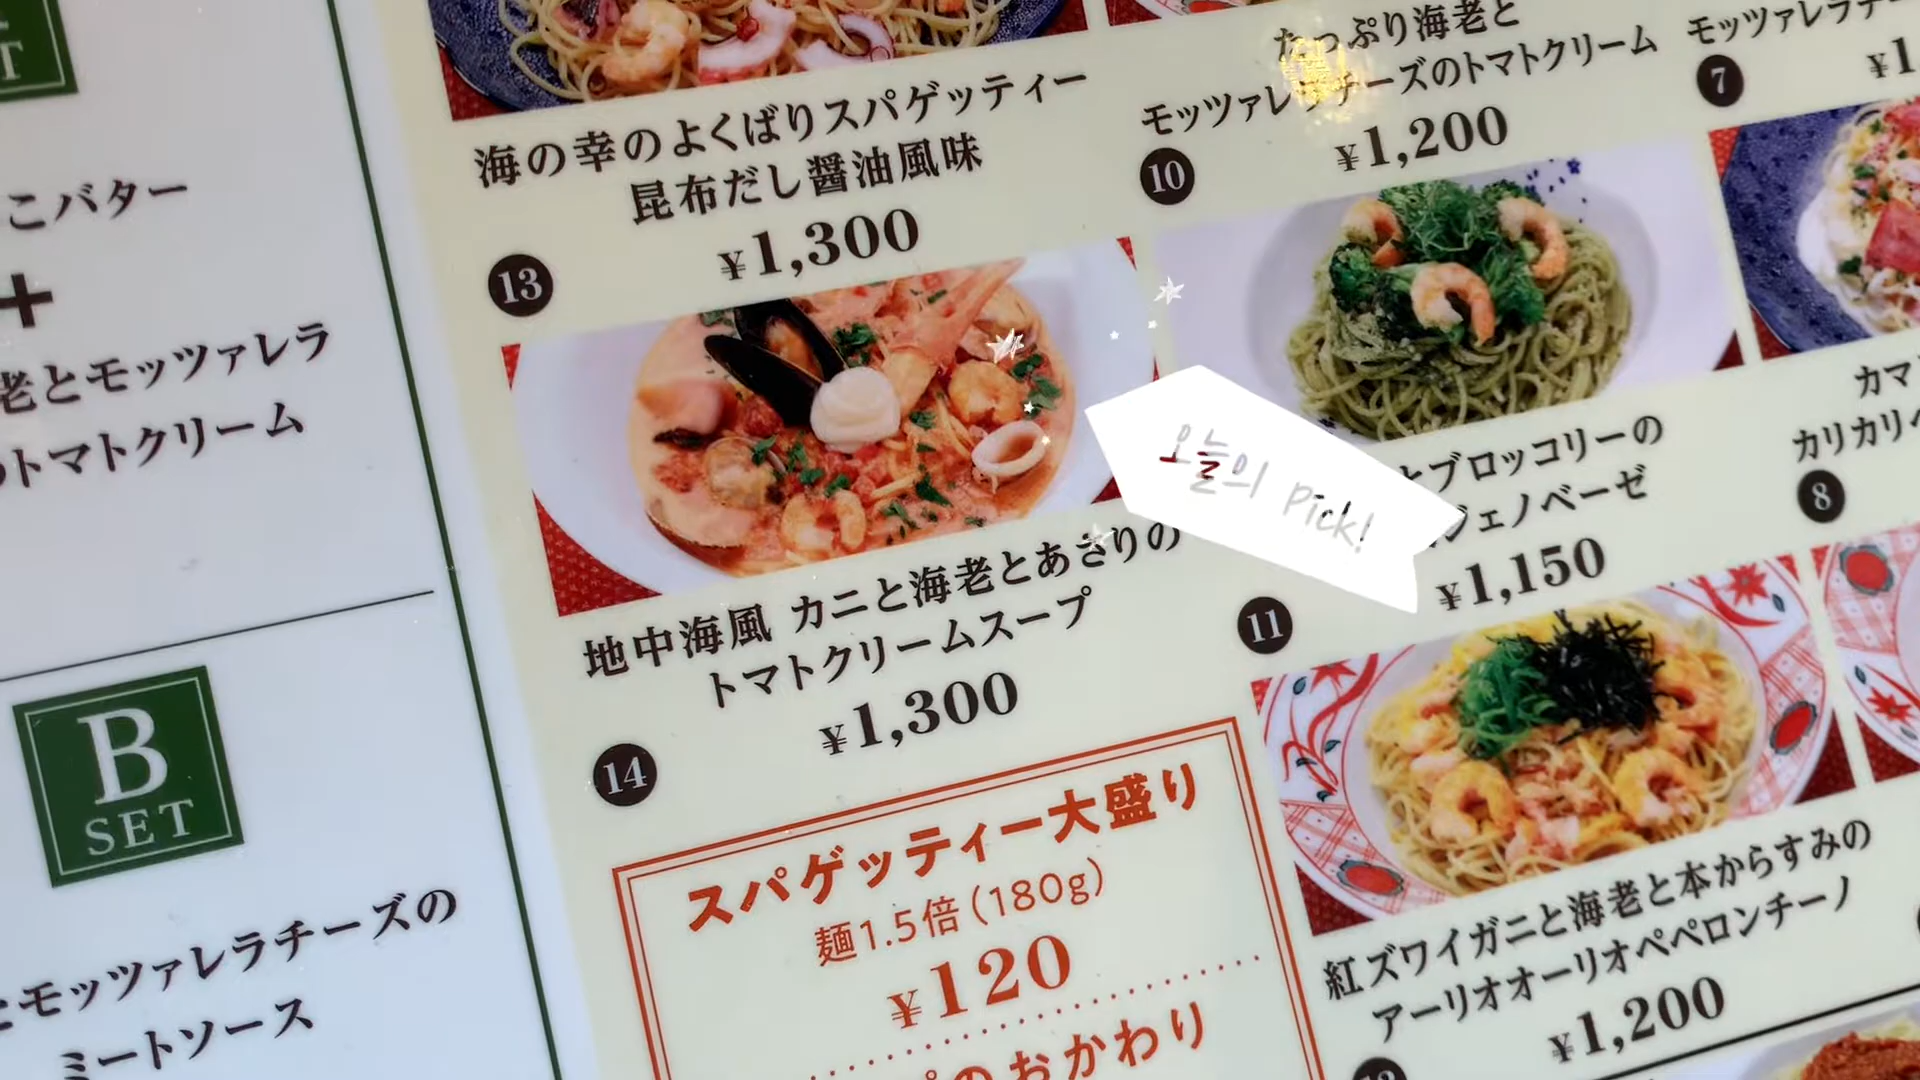 SET
こバター
+
老とモッツァレラ
トマトクリーム
B
SET
モッツァレラチーズの
ミートソース
海の幸のよくばりスパゲッティー
昆布だし醤油風味
¥1,300
13
地中海風 カニと海老とあさりの
トマトクリームスープ
¥1,300
14
スパゲッティー大盛り
麺1.5倍(180g)
¥120
のおかわり
たっぷり海老と
モッツァレラチーズのトマトクリーム
¥1,200
10
오늘의 Pick!
とブロッコリーの
ジェノベーゼ
¥1,150
11
紅ズワイガニと海老と本からすみの
アーリオオーリオペペロンチーノ
¥1,200
モッツァレラチ
¥1
7
カマ
カリカリ
8